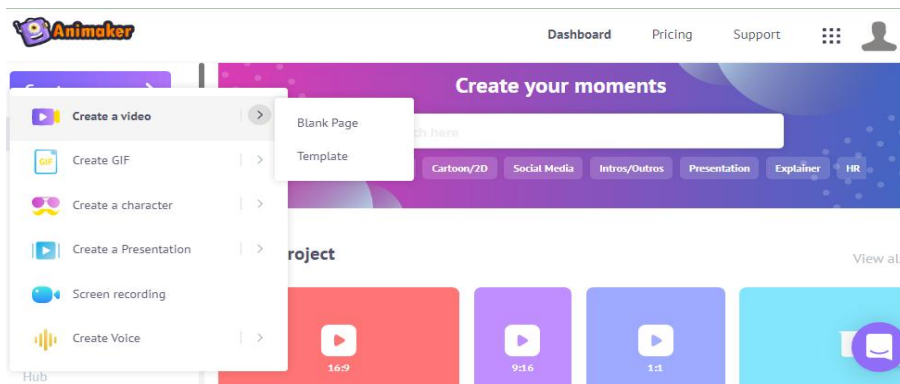 Animaker
Dashboard Pricing Support
Create your moments
ch here
Cartoon/2D Social Media Intros/Outros Presentation Explainer HR
Create a video
Blank Page
Template
Create GIF
GIF
Create a character
Create a Presentation
Screen recording
Create Voice
Hub
roject
View al
16:9
9:16
1:1